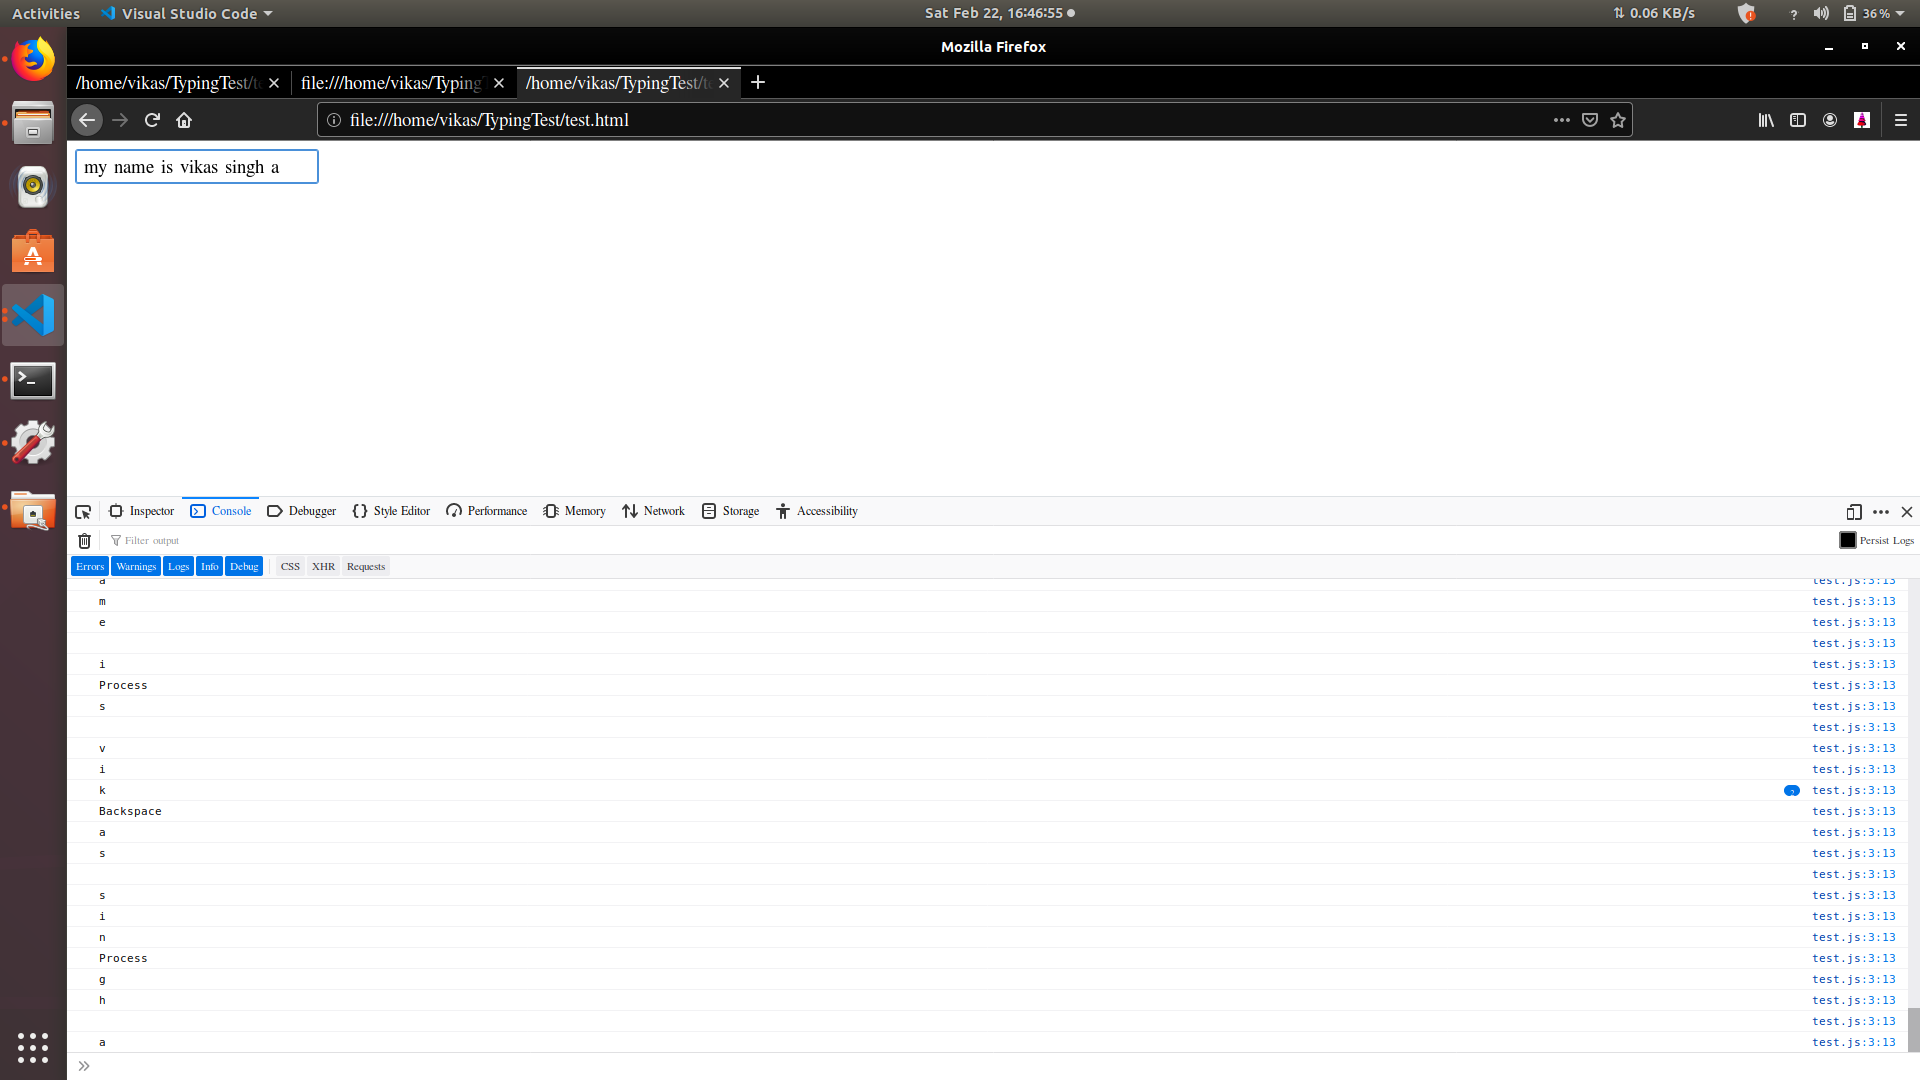 Activities Visual Studio Code Sat Feb 22, 16:46:55 0.06 KB/s ? 36%
Mozilla Firefox
/home/vikas/TypingTest/te file:///home/vikas/Typing /home/vikas/TypingTest/te
file:///home/vikas/TypingTest/test.html
my name is vikas singh a
Inspector Console Debugger Style Editor Performance Memory Network Storage Accessibility
Filter output Persist Logs
Errors Warnings Logs Info Debug CSS XHR Requests
a test.js:3:13
m test.js:3:13
e test.js:3:13
test.js:3:13
i test.js:3:13
Process test.js:3:13
s test.js:3:13
test.js:3:13
v test.js:3:13
i test.js:3:13
k test.js:3:13
Backspace test.js:3:13
a test.js:3:13
s test.js:3:13
test.js:3:13
s test.js:3:13
i test.js:3:13
n test.js:3:13
Process test.js:3:13
g test.js:3:13
h test.js:3:13
test.js:3:13
a test.js:3:13